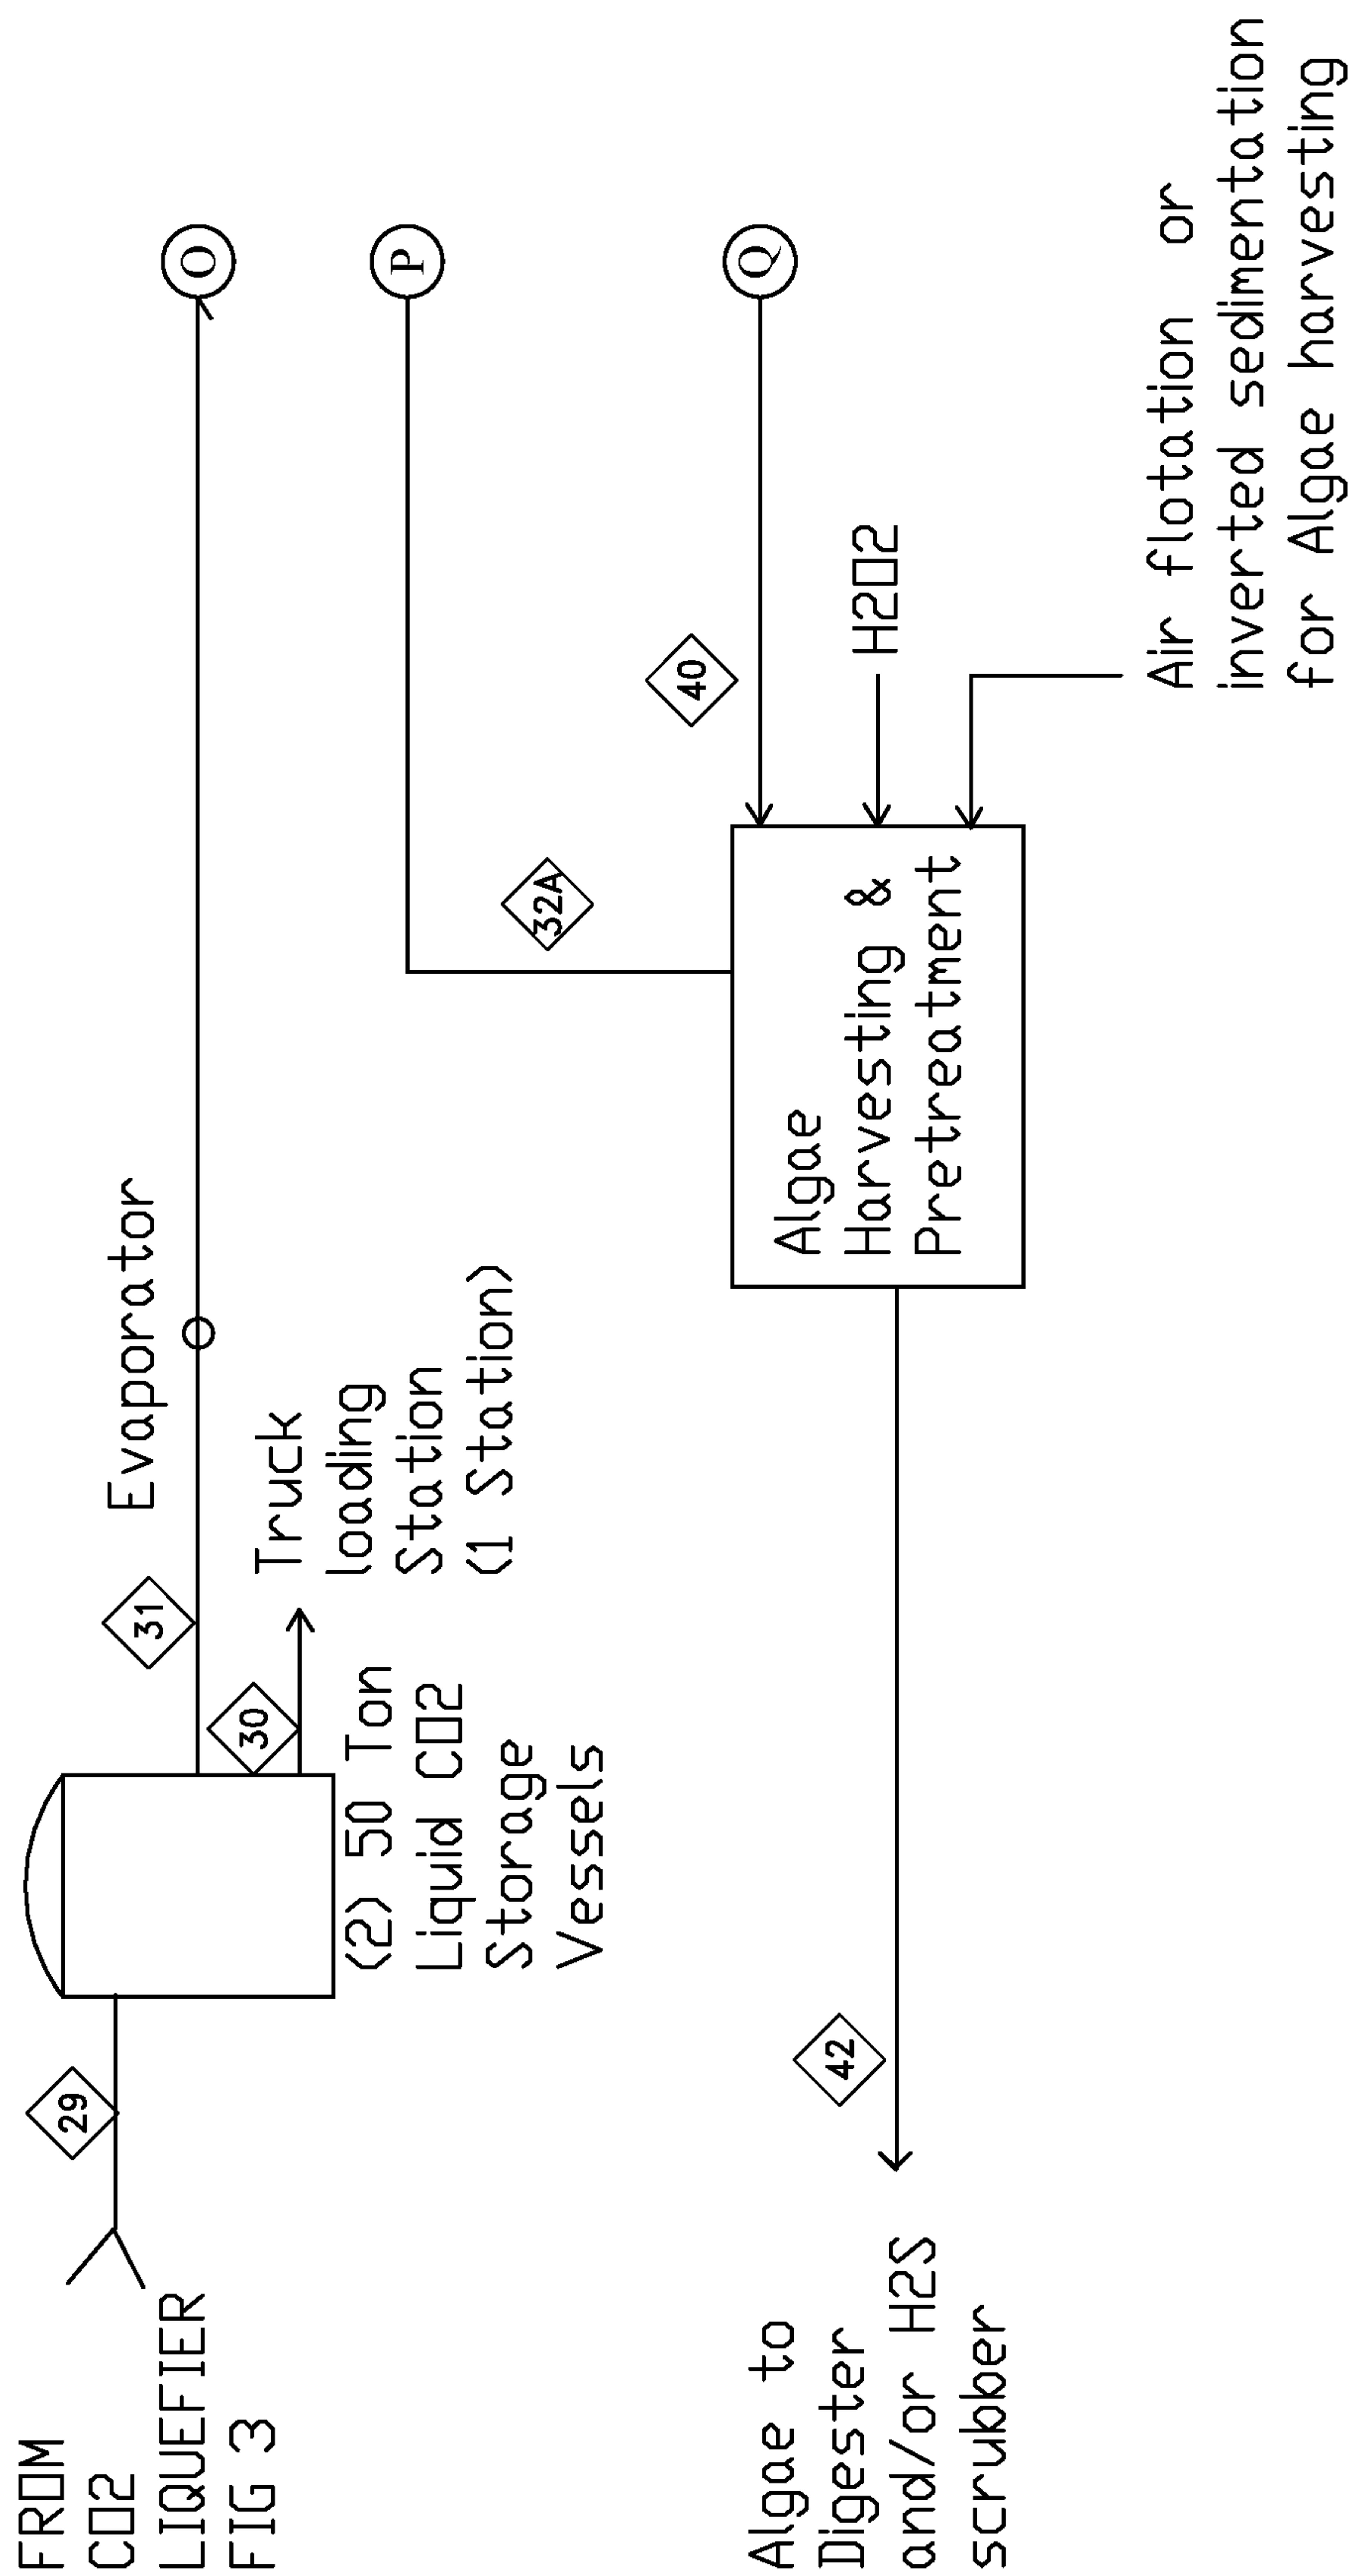 FROM
CO2
LIQUEFIER
FIG 3
29
31
Evaporator
O
30
Truck
loading
Station
(1 Station)
(2) 50 Ton
Liquid CO2
Storage
Vessels
P
32A
Q
40
H2O2
Algae
Harvesting &
Pretreatment
42
Algae to
Digester
and/or H2S
scrubber
Air flotation or
inverted sedimentation
for Algae harvesting